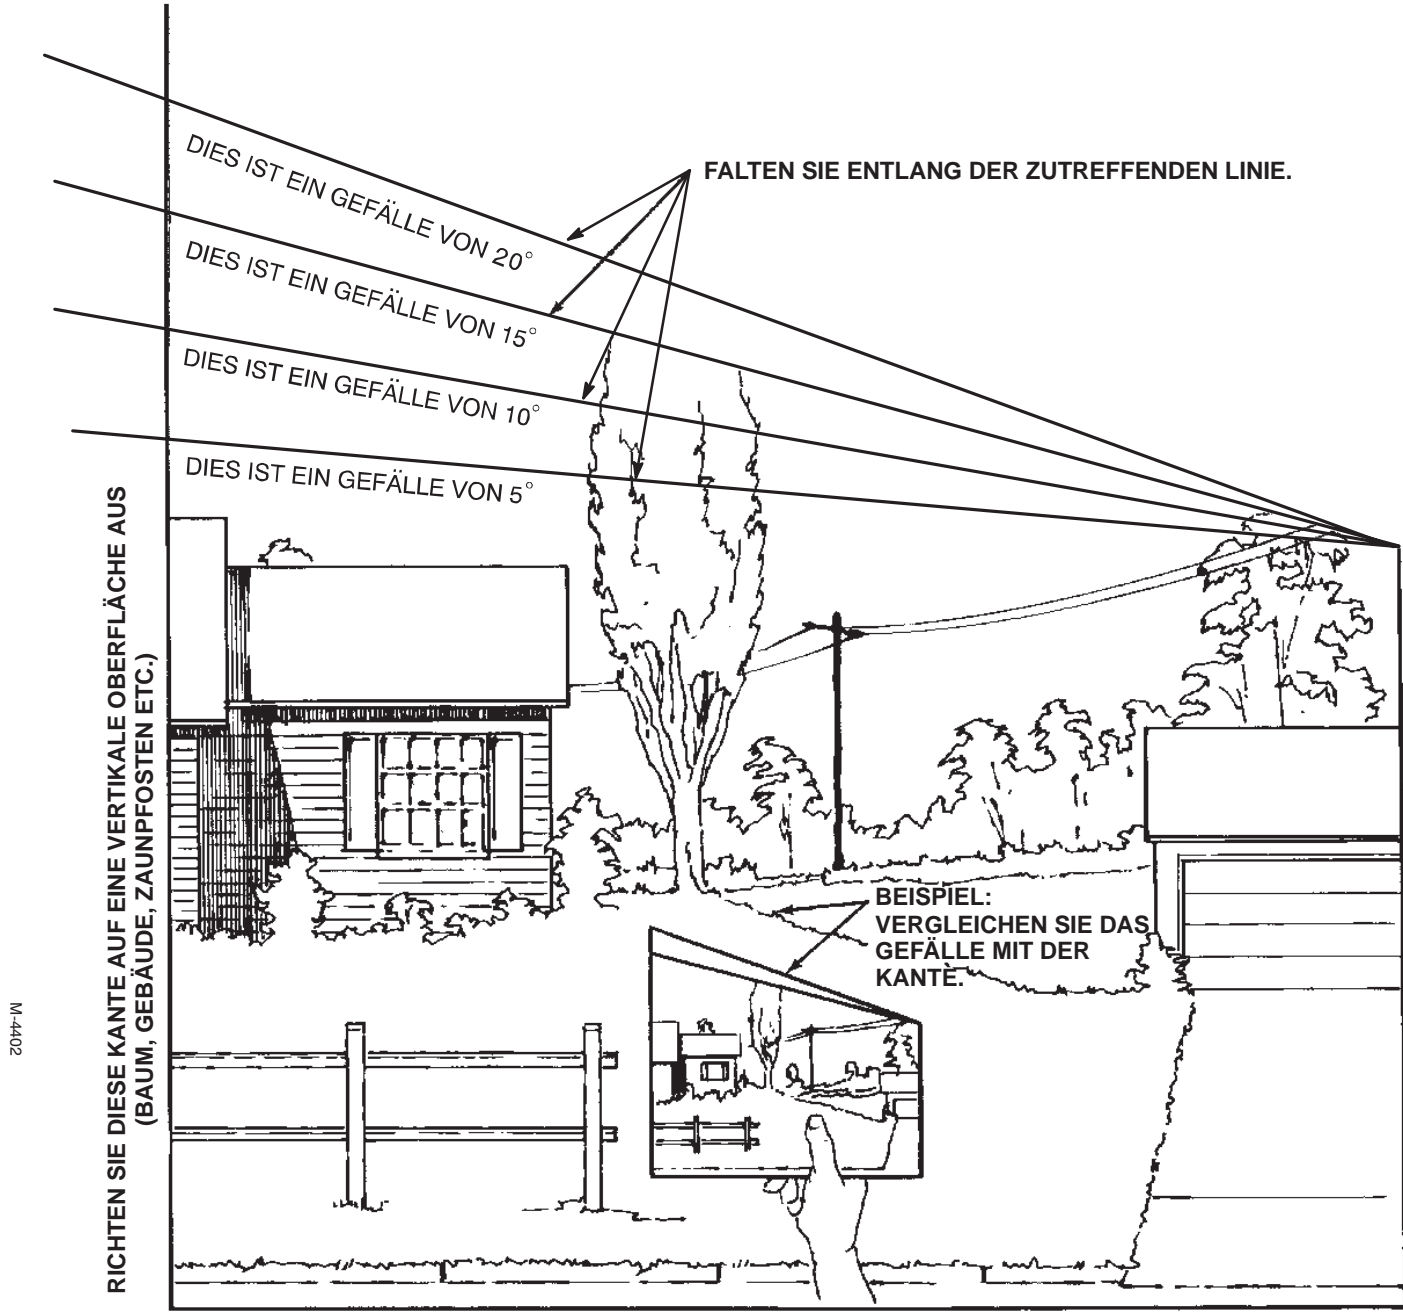 FALTEN SIE ENTLANG DER ZUTREFFENDEN LINIE.
DIES IST EIN GEFÄLLE VON 20°
DIES IST EIN GEFÄLLE VON 15°
DIES IST EIN GEFÄLLE VON 10°
DIES IST EIN GEFÄLLE VON 5°
RICHTEN SIE DIESE KANTE AUF EINE VERTIKALE OBERFLÄCHE AUS
(BAUM, GEBÄUDE, ZAUNPFOSTEN ETC.)
BEISPIEL:
VERGLEICHEN SIE DAS
GEFÄLLE MIT DER
KANTE.
M-4402